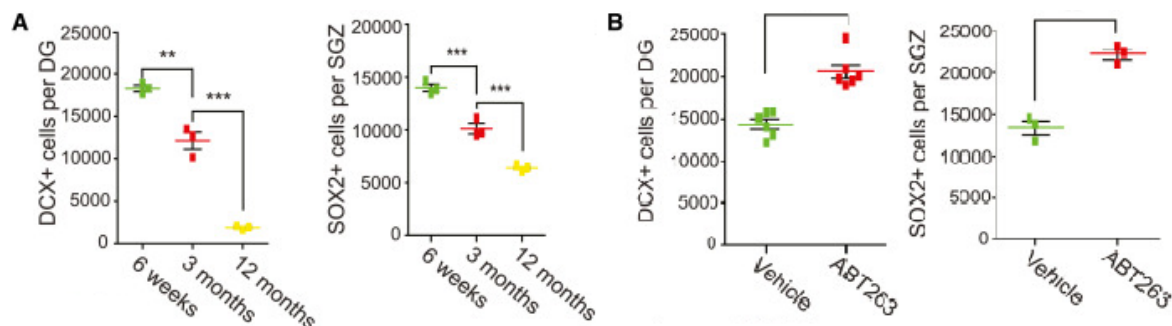 A
DCX+ cells per DG
25000
20000
15000
10000
5000
0
**
***
6 weeks
3 months
12 months
SOX2+ cells per SGZ
20000
15000
10000
5000
0
***
***
6 weeks
3 months
12 months
B
DCX+ cells per DG
25000
20000
15000
10000
5000
0
Vehicle
ABT263
SOX2+ cells per SGZ
25000
20000
15000
10000
5000
0
Vehicle
ABT263